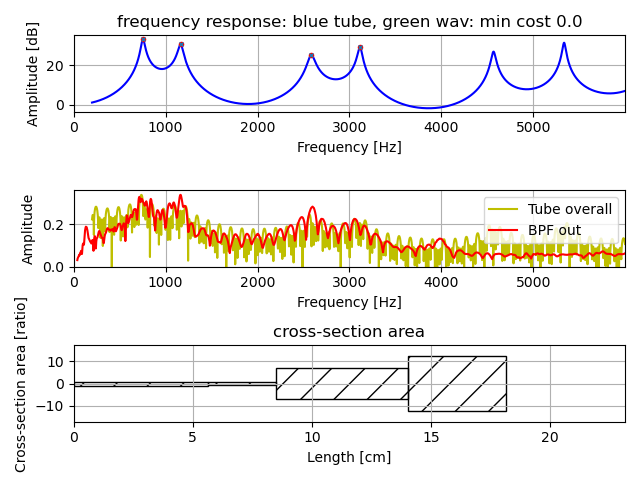 frequency response: blue tube, green wav: min cost 0.0
Amplitude [dB]
20
0
0 1000 2000 3000 4000 5000
Frequency [Hz]
Amplitude
0.2
0.0
Tube overall
BPF out
0 1000 2000 3000 4000 5000
Frequency [Hz]
cross-section area
Cross-section area [ratio]
10
0
−10
0 5 10 15 20
Length [cm]